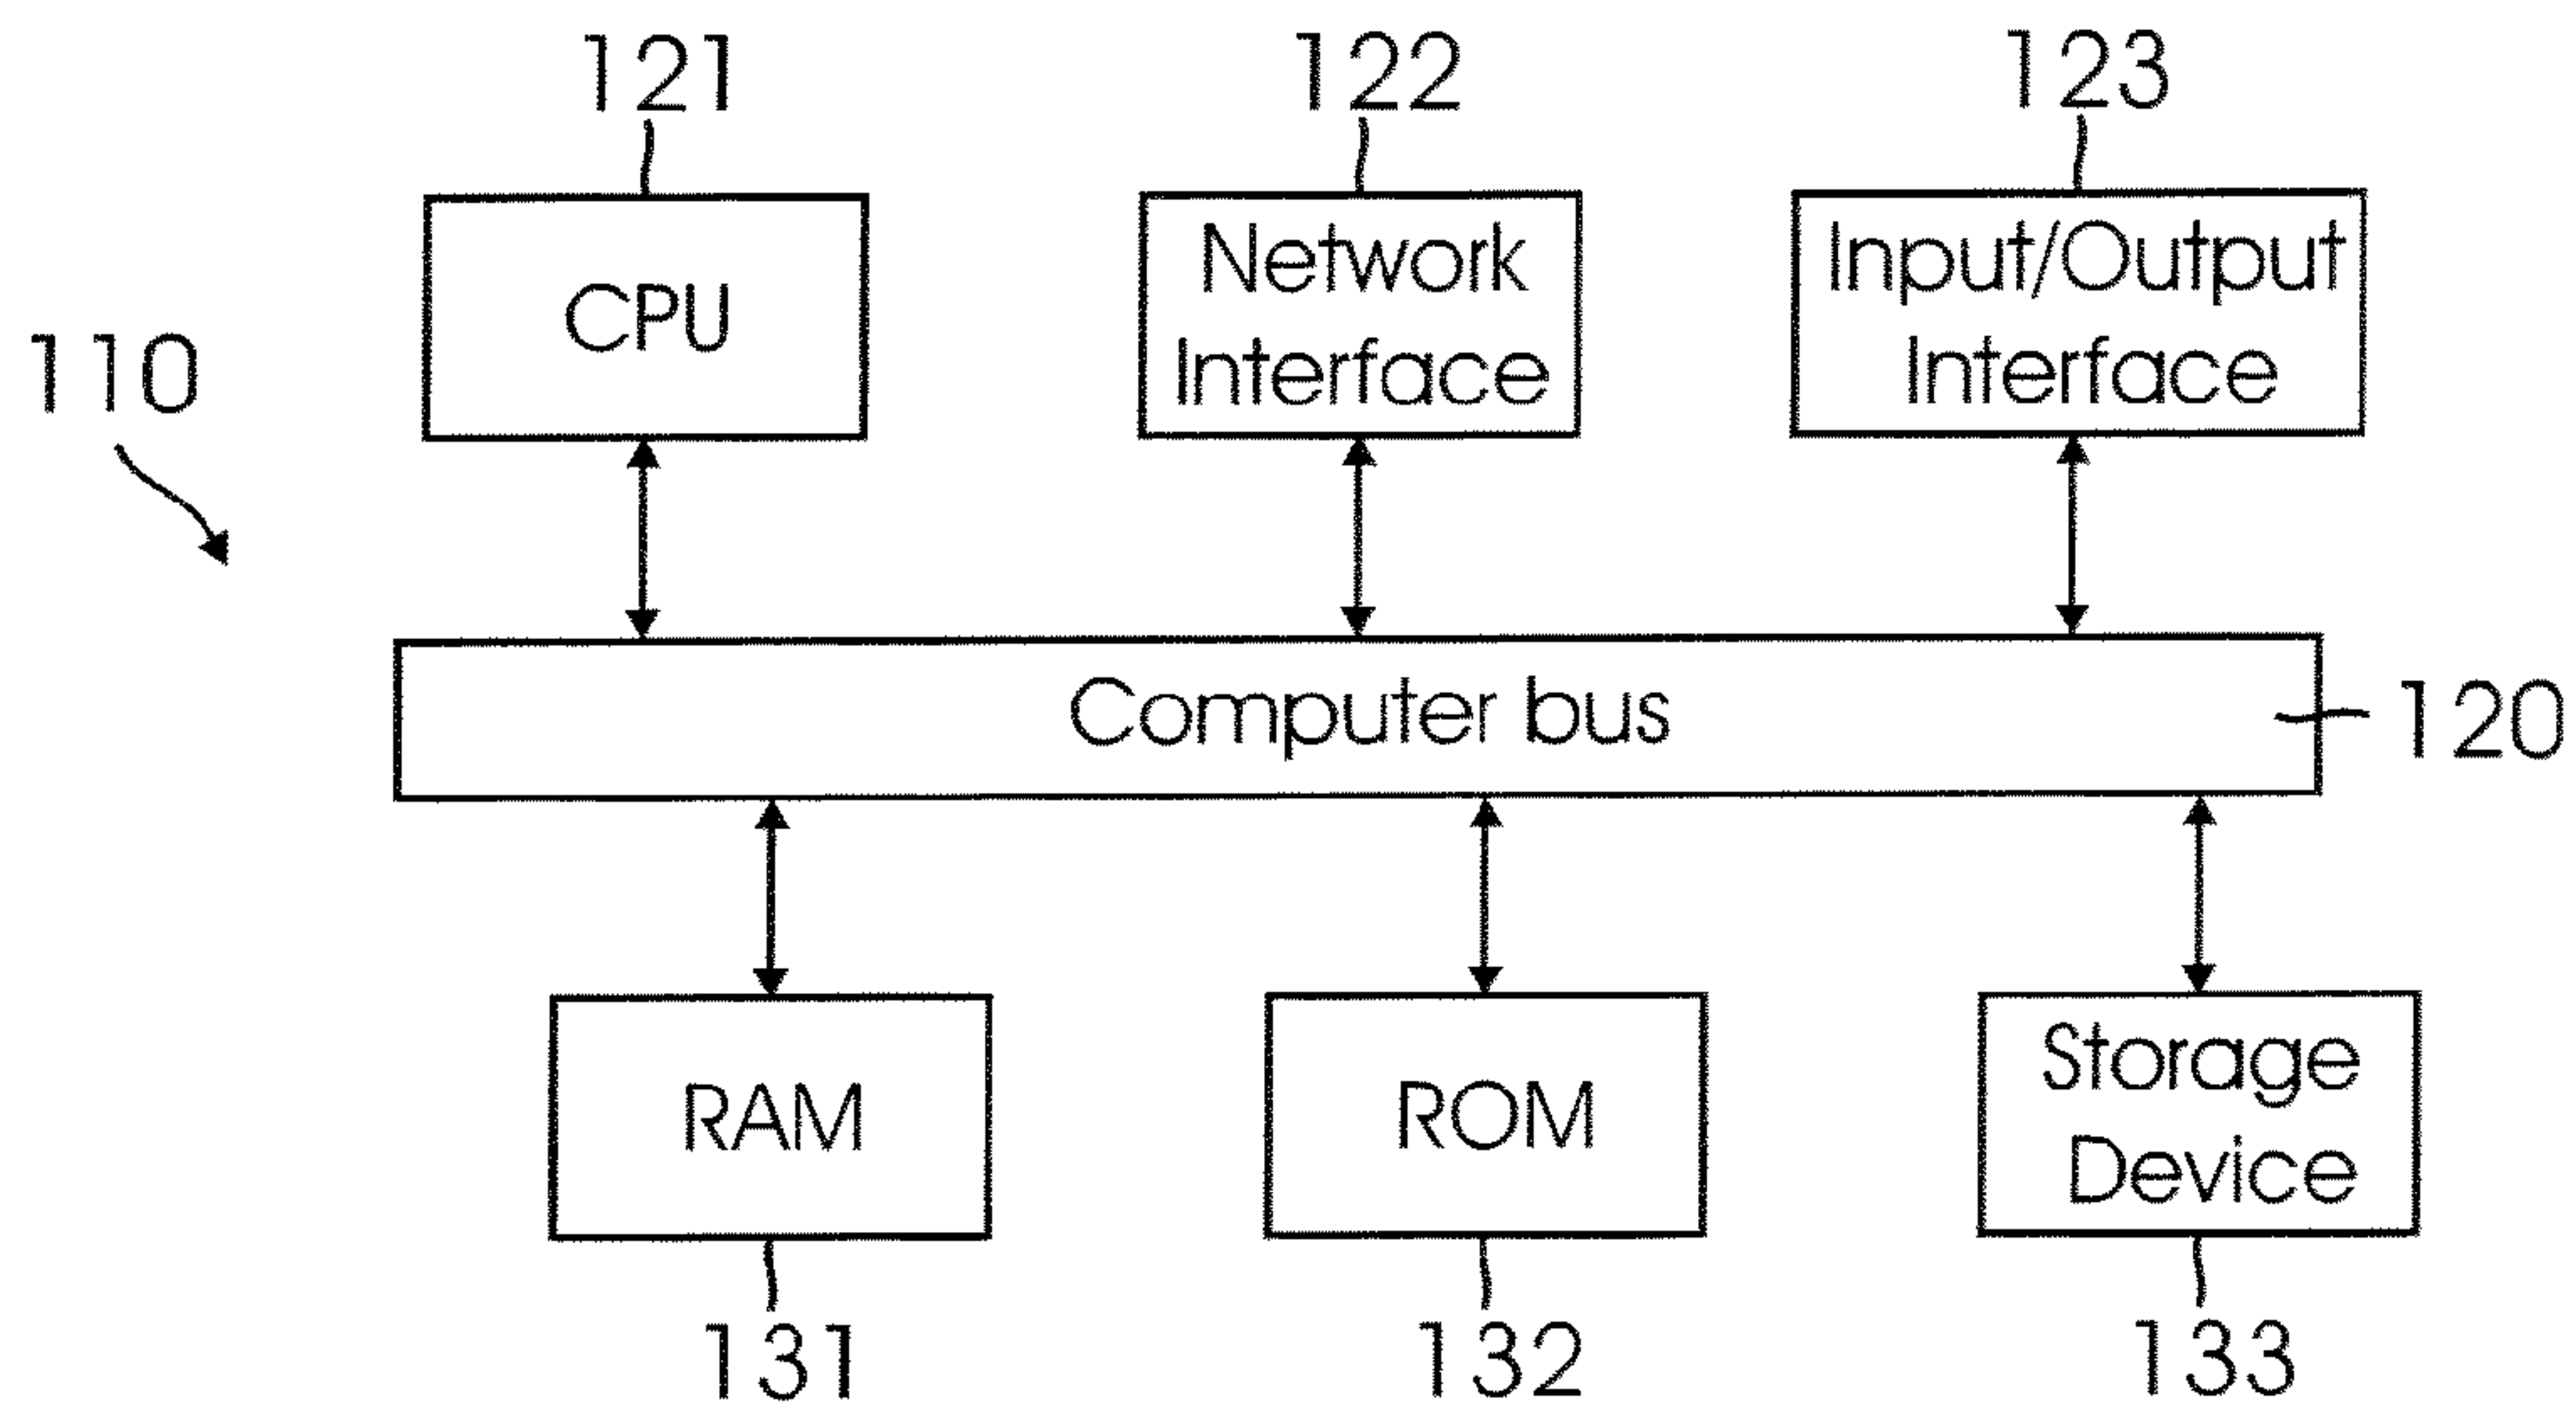 121
122
123
CPU
Network
Interface
Input/Output
Interface
110
Computer bus
120
RAM
ROM
Storage
Device
131
132
133